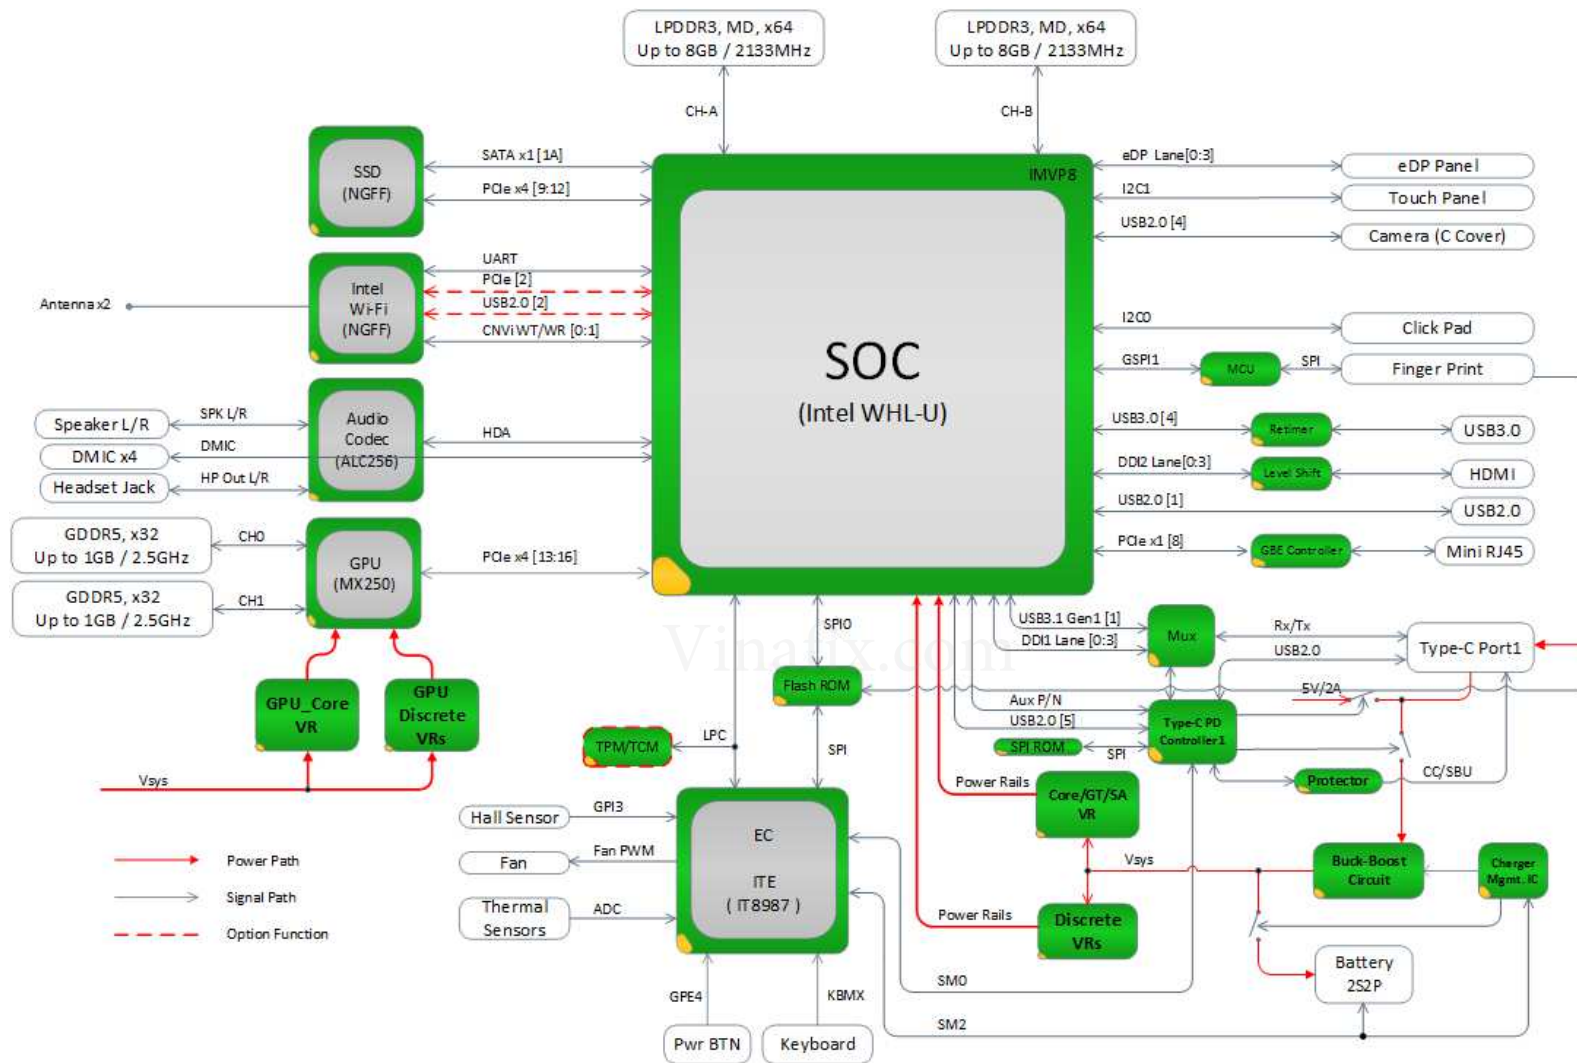 LPDDR3, MD, x64
Up to 8GB / 2133MHz
LPDDR3, MD, x64
Up to 8GB / 2133MHz
CH-A
CH-B
SSD
(NGFF)
SATA x1 [1A]
PCIe x4 [9:12]
IMVP8
eDP Lane[0:3]
eDP Panel
I2C1
Touch Panel
USB2.0 [4]
Camera (C Cover)
Antenna x2
Intel
Wi-Fi
(NGFF)
UART
PCIe [2]
USB2.0 [2]
CNVi WT/WR [0:1]
SOC
(Intel WHL-U)
I2C0
Click Pad
GSPI1
MCU
SPI
Finger Print
Speaker L/R
SPK L/R
DMIC x4
DMIC
Headset Jack
HP Out L/R
Audio
Codec
(ALC256)
HDA
USB3.0 [4]
Retimer
USB3.0
DDI2 Lane[0:3]
Level Shift
HDMI
USB2.0 [1]
USB2.0
PCIe x1 [8]
GBE Controller
Mini RJ45
GDDR5, x32
Up to 1GB / 2.5GHz
CH0
GDDR5, x32
Up to 1GB / 2.5GHz
CH1
GPU
(MX250)
PCIe x4 [13:16]
SPI0
USB3.1 Gen1 [1]
DDI1 Lane [0:3]
Mux
Rx/Tx
USB2.0
Type-C Port1
Vinafix.com
GPU_Core
VR
GPU
Discrete
VRs
Flash ROM
5V/2A
Aux P/N
USB2.0 [5]
Type-C PD
Controller1
TPM/TCM
LPC
SPI
SPI ROM
SPI
Vsys
Power Rails
Core/GT/SA
VR
Protector
CC/SBU
Hall Sensor
GPI3
Fan
Fan PWM
Thermal
Sensors
ADC
EC
ITE
( IT8987 )
Vsys
Buck-Boost
Circuit
Charger
Mgmt. IC
Power Path
Signal Path
Option Function
Power Rails
Discrete
VRs
Battery
2S2P
GPE4
KBMX
SM0
SM2
Pwr BTN
Keyboard